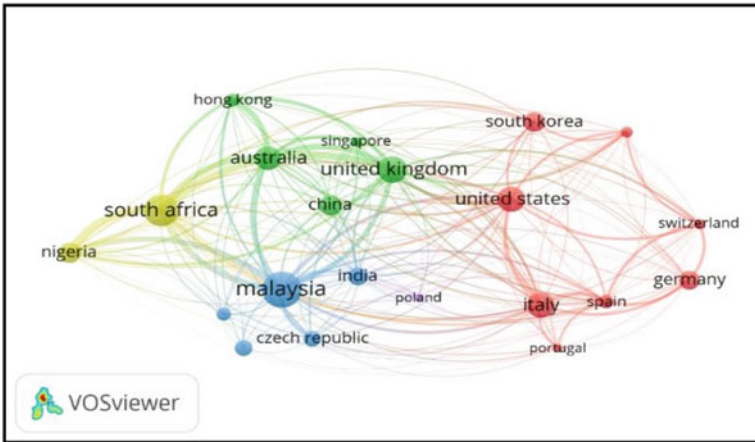 hong kong
singapore
south korea
australia
united kingdom
china
united states
south africa
switzerland
nigeria
malaysia
india
poland
germany
italy
spain
czech republic
portugal
VOSviewer